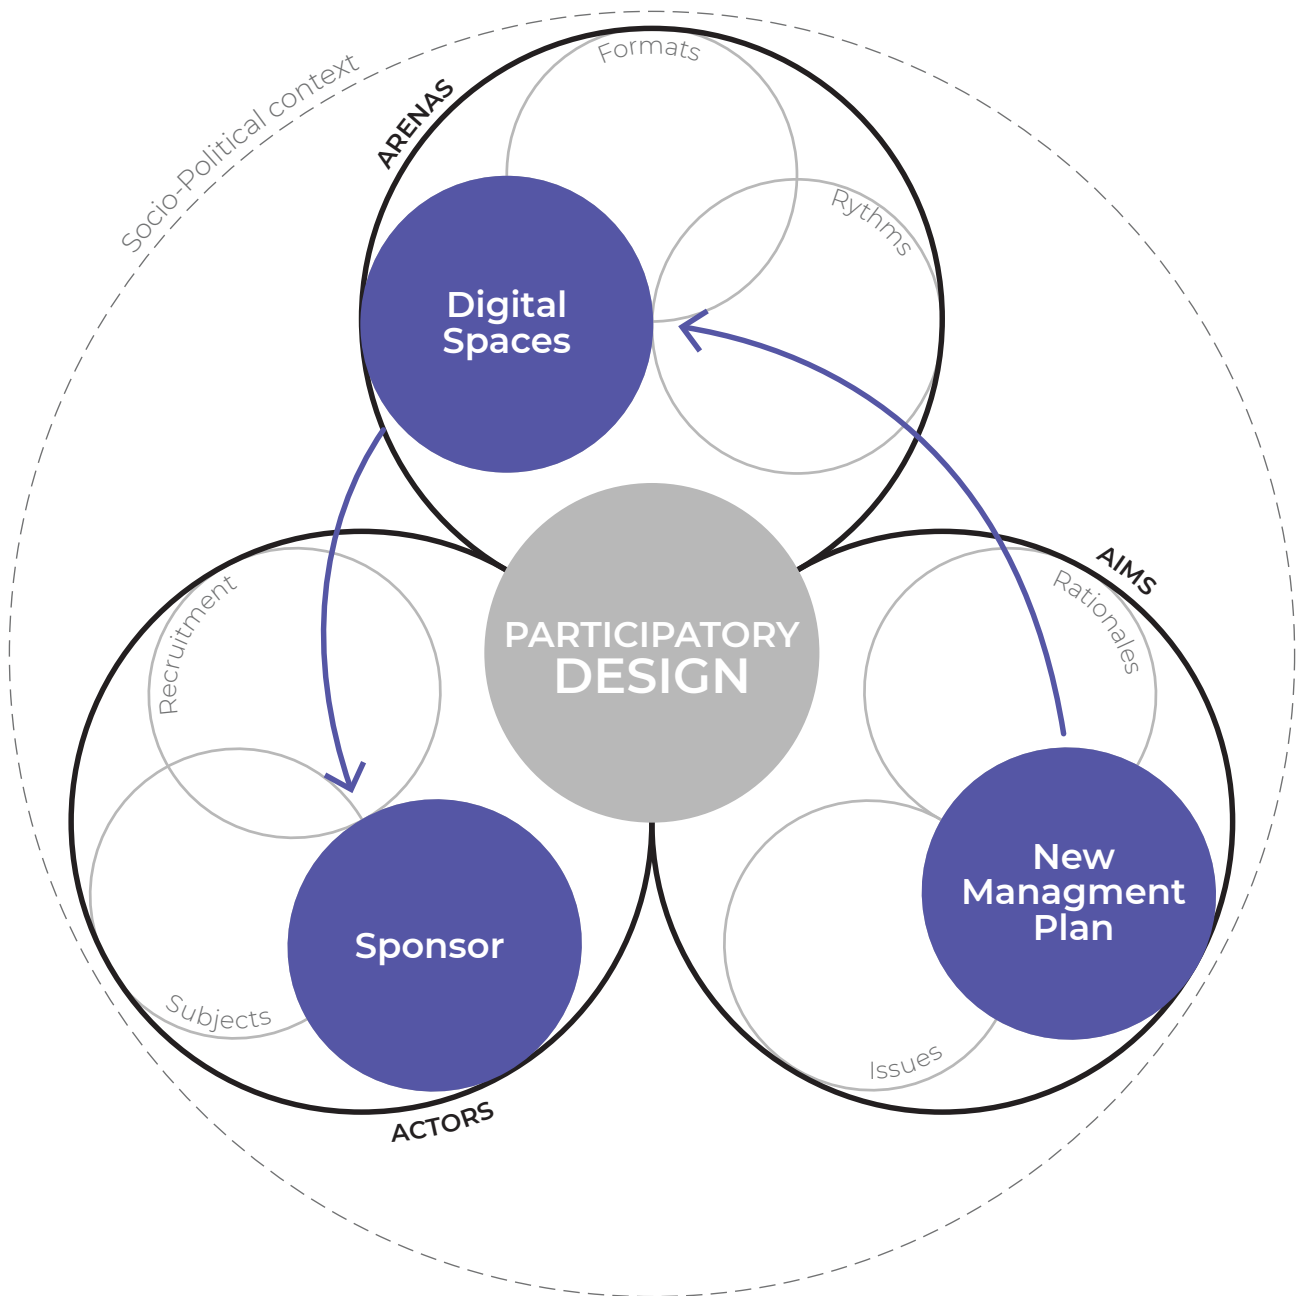 Socio-Political context
ARENAS
Formats
Rythms
Digital
Spaces
PARTICIPATORY
DESIGN
AIMS
Rationales
Recruitment
New
Managment
Plan
Sponsor
Subjects
Issues
ACTORS